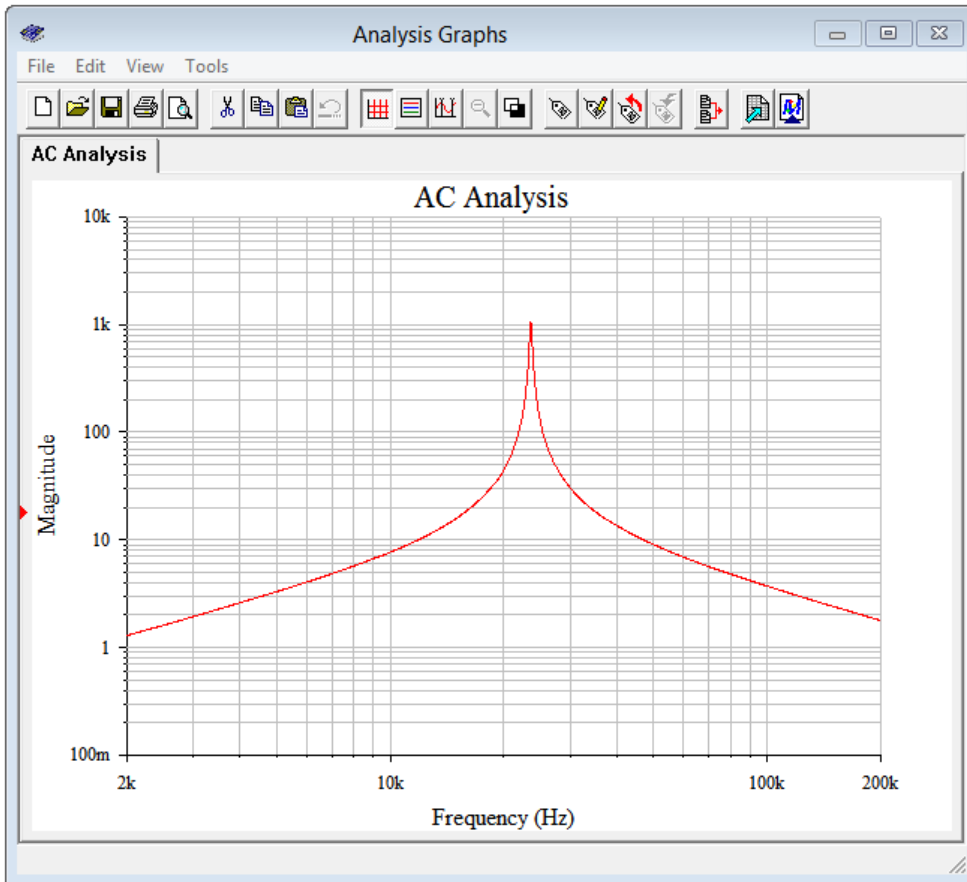 Analysis Graphs
File Edit View Tools
AC Analysis
AC Analysis
10k
1k
100
10
1
100m
Magnitude
2k 10k 100k 200k
Frequency (Hz)